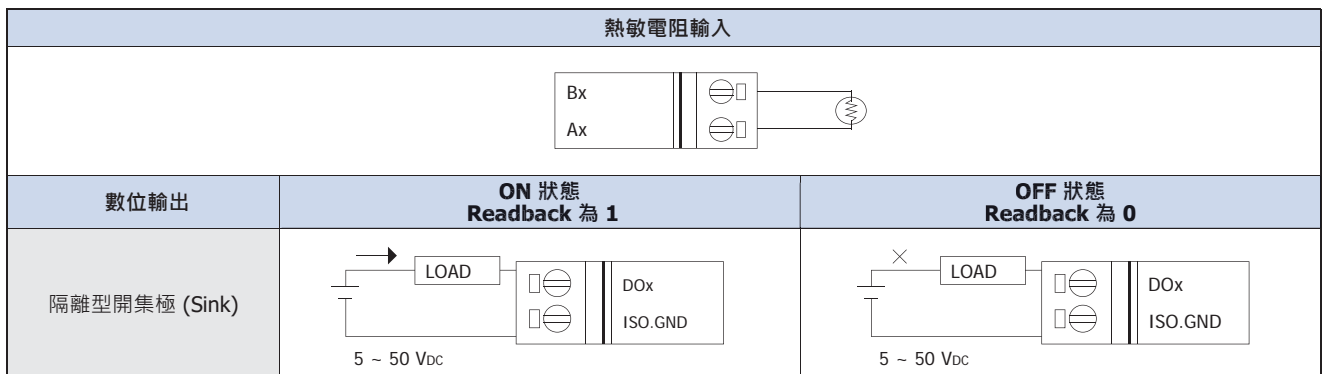 熱敏電阻輸入
Bx
Ax
數位輸出
ON 狀態
Readback 為 1
OFF 狀態
Readback 為 0
隔離型開集極 (Sink)
LOAD
DOx
ISO.GND
5 ~ 50 VDC
LOAD
DOx
ISO.GND
5 ~ 50 VDC